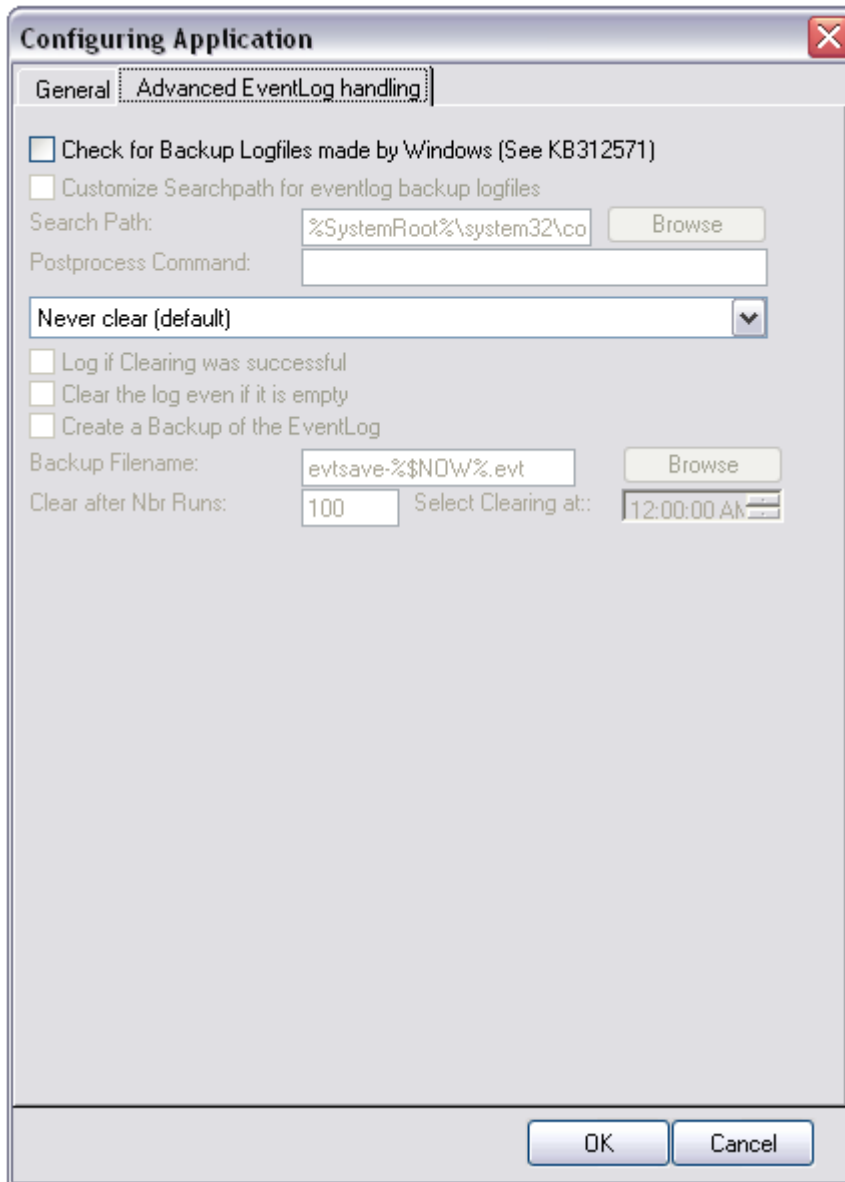 Configuring Application
General Advanced EventLog handling
Check for Backup Logfiles made by Windows (See KB312571)
Customize Searchpath for eventlog backup logfiles
Search Path: %SystemRoot%\system32\co Browse
Postprocess Command:
Never clear (default)
Log if Clearing was successful
Clear the log even if it is empty
Create a Backup of the EventLog
Backup Filename: evtsave-%$NOW%.evt Browse
Clear after Nbr Runs: 100 Select Clearing at:: 12:00:00 AM
OK Cancel